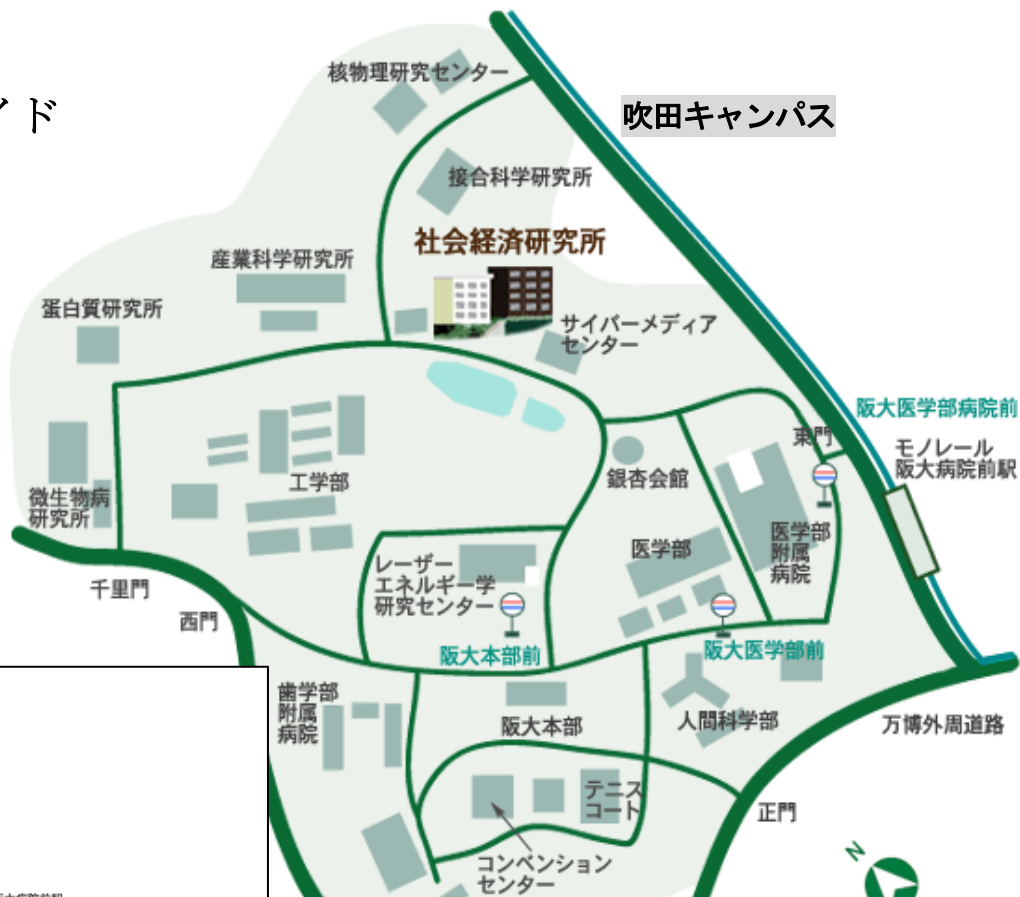 核物理研究センター
イド
吹田キャンパス
接合科学研究所
社会経済研究所
産業科学研究所
蛋白質研究所
サイバーメディア
センター
阪大医学部病院前
東門
モノレール
阪大病院前駅
銀杏会館
工学部
微生物病
研究所
医学部
附属
病院
医学部
レーザー
エネルギー学
研究センター
千里門
西門
阪大本部前
阪大医学部前
歯学部
附属
病院
阪大本部
人間科学部
万博外周道路
テニス
コート
正門
コンベンション
センター
N